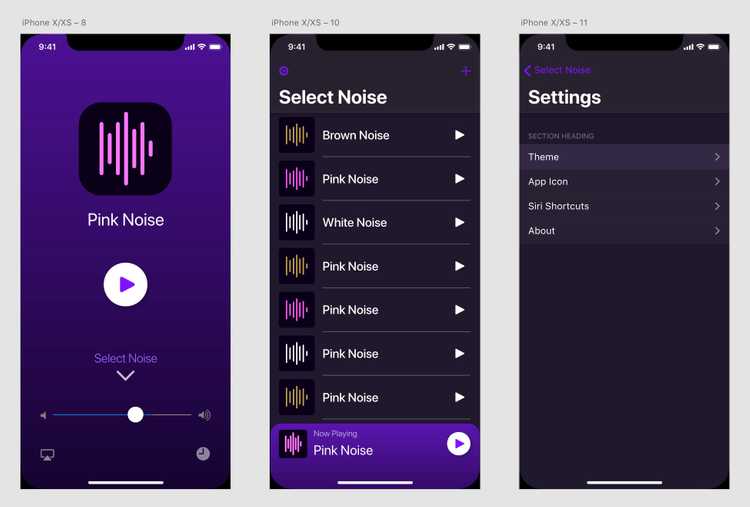 iPhone X/XS – 8
9:41
Pink Noise
Select Noise
iPhone X/XS – 10
9:41
Select Noise
Brown Noise
Pink Noise
White Noise
Pink Noise
Pink Noise
Pink Noise
Pink Noise
Now Playing
Pink Noise
iPhone X/XS – 11
9:41
Select Noise
Settings
SECTION HEADING
Theme
App Icon
Siri Shortcuts
About